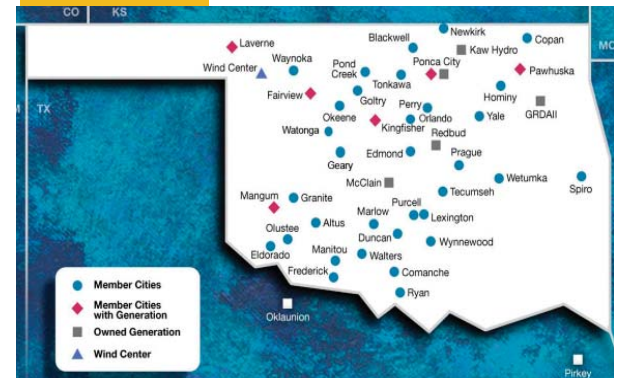 CO
KS
MO
M
TX
Laverne
Wind Center
Waynoka
Blackwell
Newkirk
Kaw Hydro
Copan
Pond
Creek
Ponca City
Pawhuska
Tonkawa
Fairview
Goltry
Perry
Hominy
Okeene
Orlando
Yale
GRDAII
Kingfisher
Watonga
Redbud
Edmond
Prague
Geary
McClain
Wetumka
Spiro
Tecumseh
Mangum
Granite
Purcell
Lexington
Marlow
Altus
Olustee
Duncan
Wynnewood
Eldorado
Manitou
Walters
Frederick
Comanche
Ryan
Oklaunion
Pirkey
Member Cities
Member Cities
with Generation
Owned Generation
Wind Center